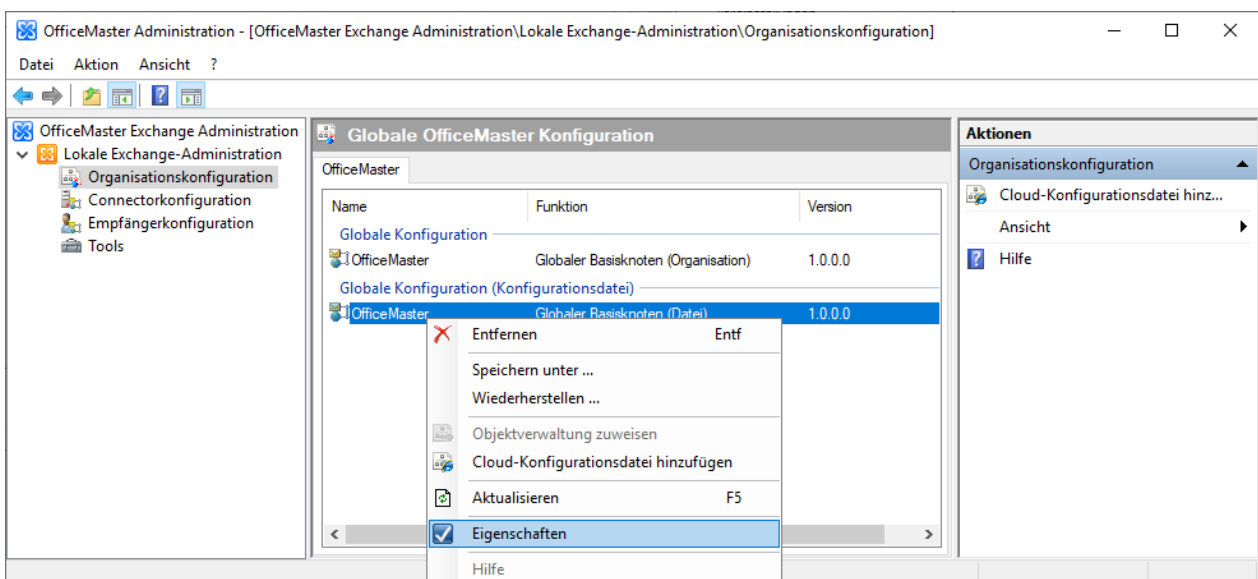 OfficeMaster Administration - [OfficeMaster Exchange Administration\Lokale Exchange-Administration\Organisationskonfiguration]
Datei Aktion Ansicht ?
OfficeMaster Exchange Administration
Lokale Exchange-Administration
Organisationskonfiguration
Connectorkonfiguration
Empfängerkonfiguration
Tools
Globale OfficeMaster Konfiguration
OfficeMaster
Name Funktion Version
Globale Konfiguration
OfficeMaster Globaler Basisknoten (Organisation) 1.0.0.0
Globale Konfiguration (Konfigurationsdatei)
OfficeMaster Globaler Basisknoten (Datei) 1.0.0.0
Entfernen Entf
Speichern unter ...
Wiederherstellen ...
Objektverwaltung zuweisen
Cloud-Konfigurationsdatei hinzufügen
Aktualisieren F5
Eigenschaften
Hilfe
Aktionen
Organisationskonfiguration
Cloud-Konfigurationsdatei hinz...
Ansicht
Hilfe